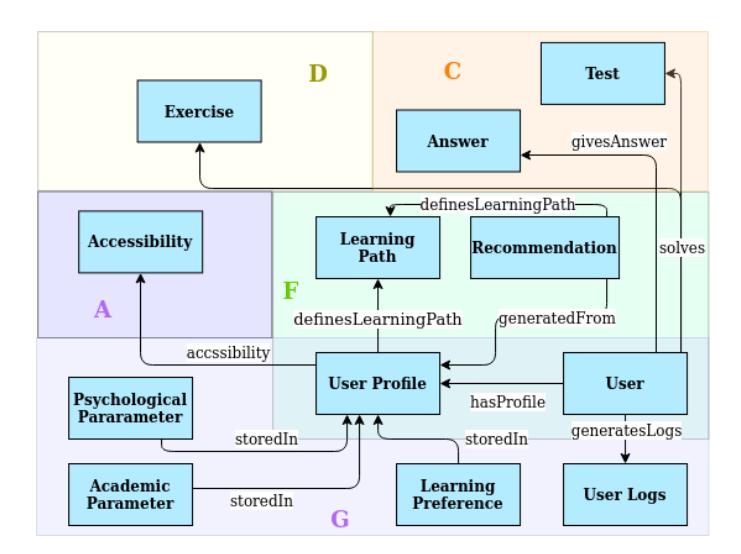 D
C
Test
Exercise
Answer
givesAnswer
definesLearningPath
Accessibility
Learning
Path
Recommendation
solves
A
F
definesLearningPath
generatedFrom
accssibility
User Profile
User
hasProfile
Psychological
Pararameter
storedIn
storedIn
generatesLogs
Academic
Parameter
storedIn
Learning
Preference
User Logs
G